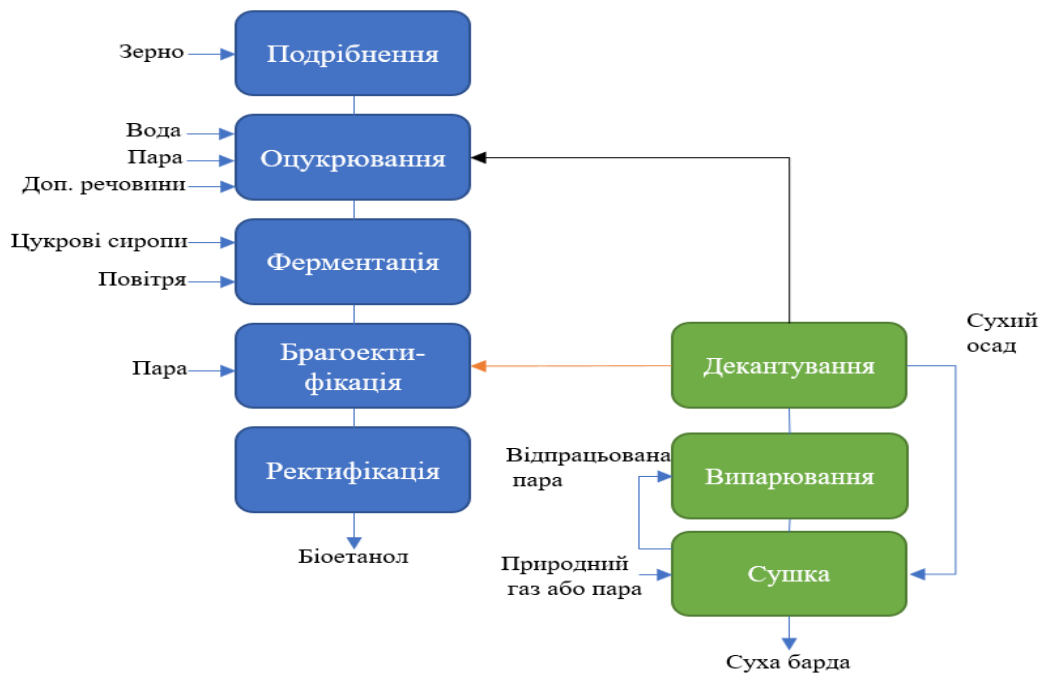 Зерно
Подрібнення
Вода
Пара
Доп. речовини
Оцукрювання
Цукрові сиропи
Повітря
Ферментація
Пара
Брагоекти-
фікація
Декантування
Сухий
осад
Ректифікація
Відпрацьована
пара
Випарювання
Біоетанол
Природний
газ або пара
Сушка
Суха барда